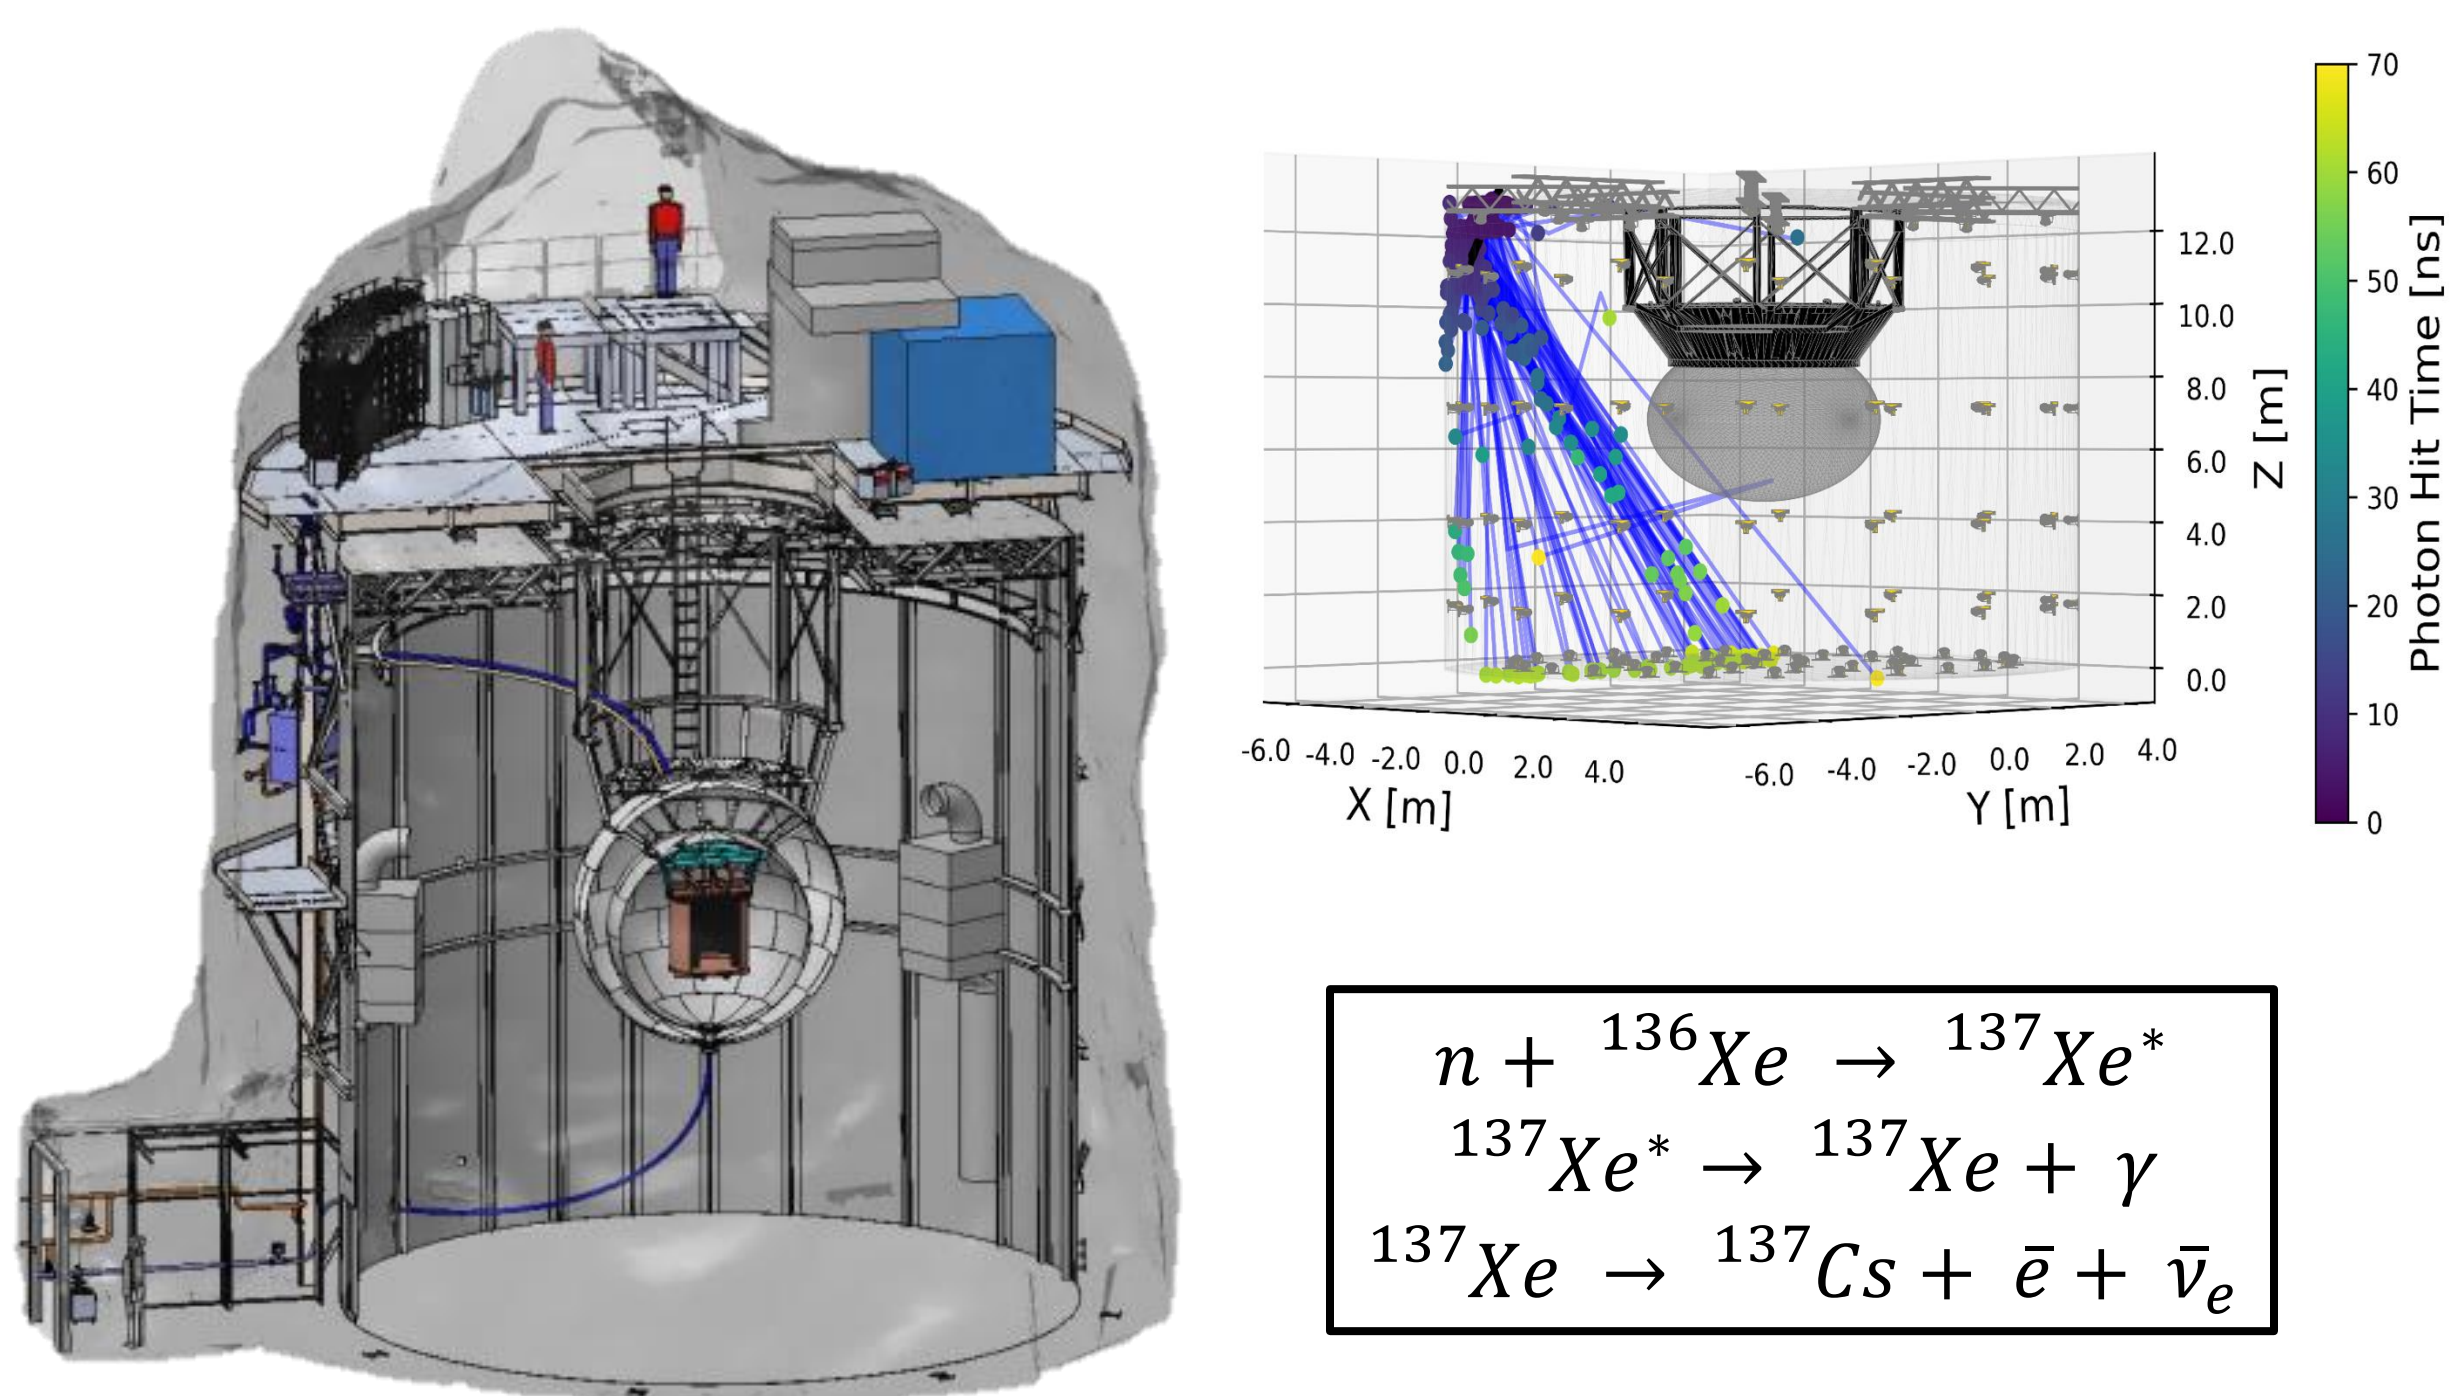 70
60
50
40
30
20
10
0
Photon Hit Time [ns]
12.0
10.0
8.0
6.0
4.0
2.0
0.0
Z [m]
-6.0 -4.0 -2.0 0.0 2.0 4.0
X [m]
-6.0 -4.0 -2.0 0.0 2.0 4.0
Y [m]
n + ¹³⁶Xe → ¹³⁷Xe*
¹³⁷Xe* → ¹³⁷Xe + γ
¹³⁷Xe → ¹³⁷Cs + e̅ + ν̅ₑ